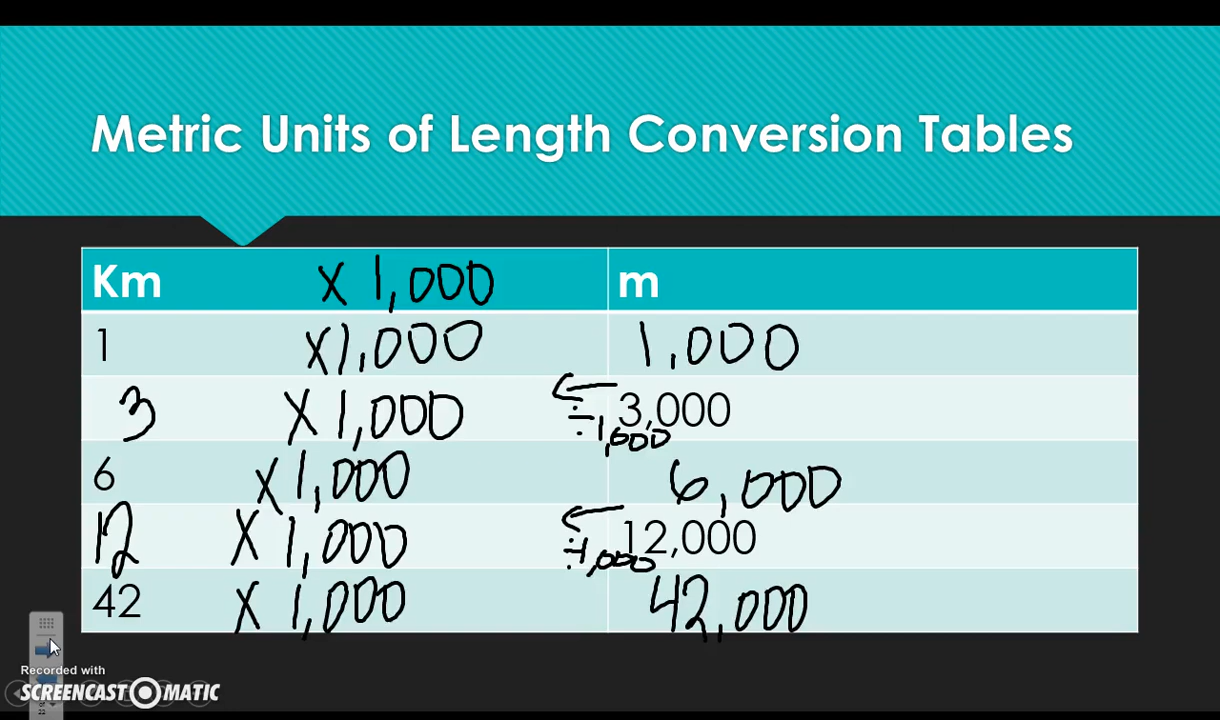 Metric Units of Length Conversion Tables
Km x 1,000 m
1 x1,000 1,000
3 x 1,000 ÷1,000 3,000
6 x 1,000 6,000
12 x 1,000 ÷1,000 12,000
42 x 1,000 42,000
Recorded with
SCREENCAST MATIC
of
22